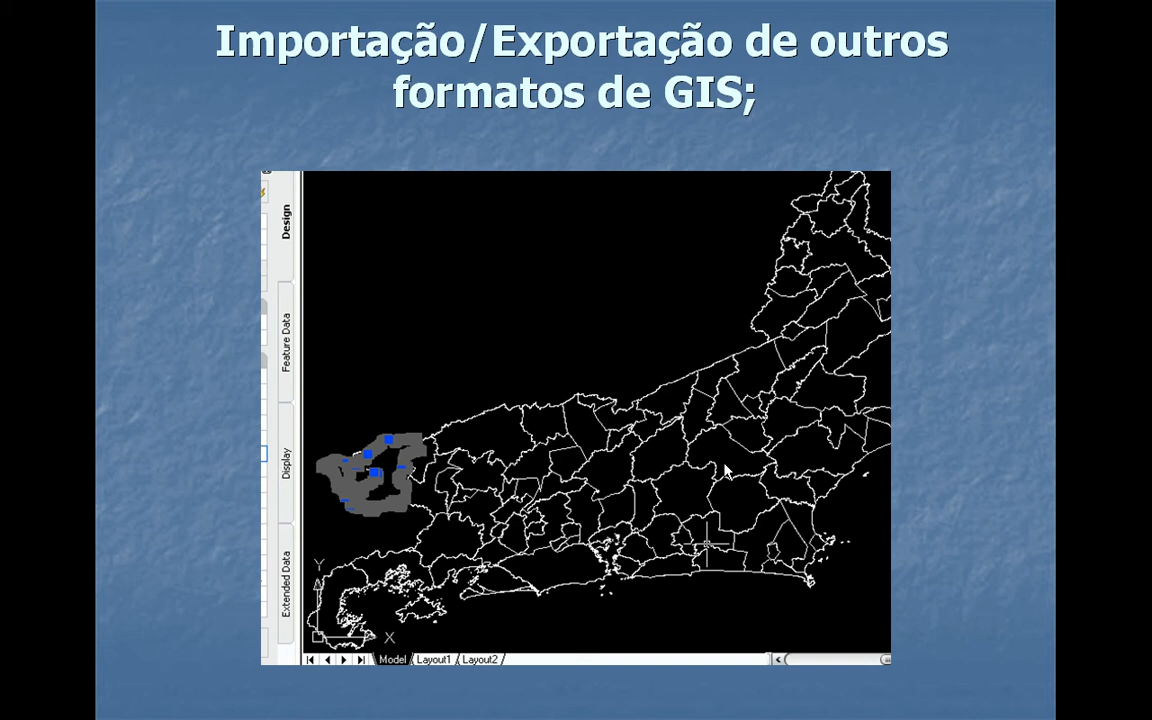 Importação/Exportação de outros
formatos de GIS;
Design
Feature Data
Display
Extended Data
Y
X
Model
Layout1
Layout2